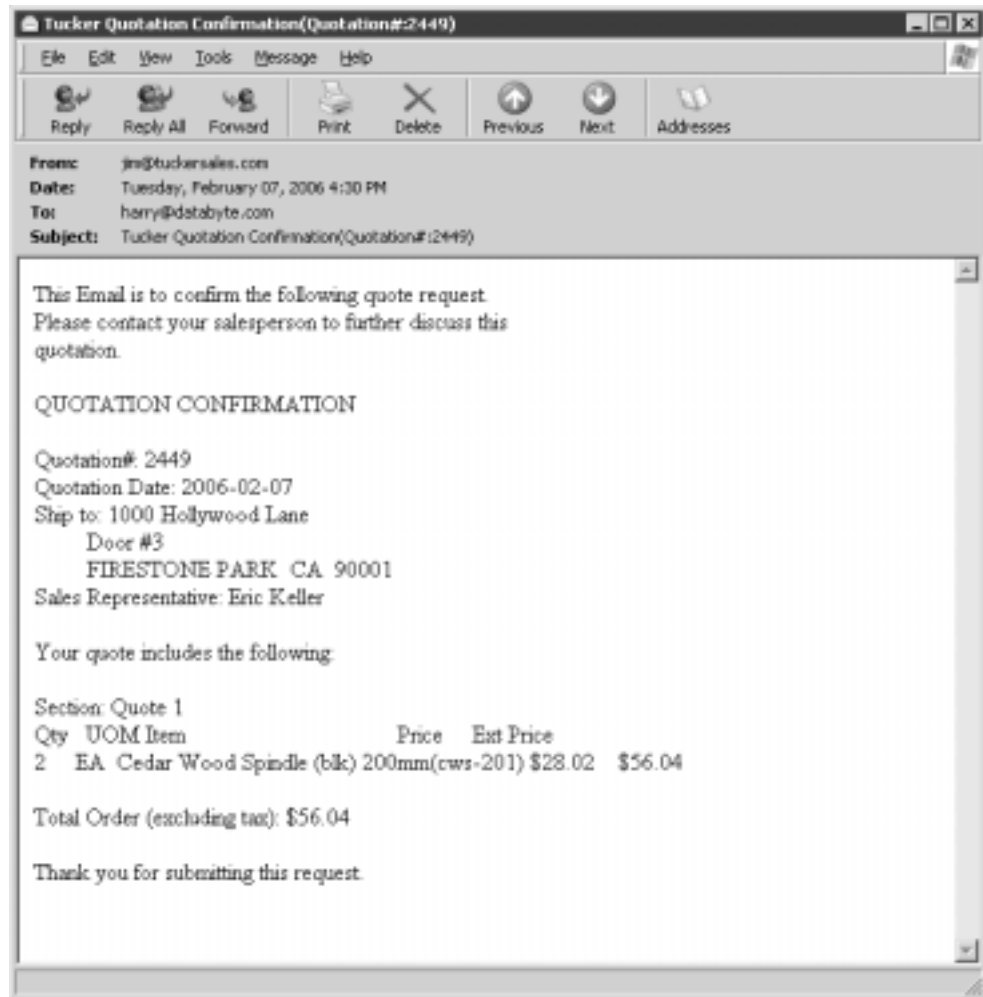 Tucker Quotation Confirmation(Quotation#:2449)
File Edit View Tools Message Help
Reply Reply All Forward Print Delete Previous Next Addresses
From: jim@tuckersales.com
Date: Tuesday, February 07, 2006 4:30 PM
To: harry@databyte.com
Subject: Tucker Quotation Confirmation(Quotation#:2449)
This Email is to confirm the following quote request.
Please contact your salesperson to further discuss this
quotation.
QUOTATION CONFIRMATION
Quotation#: 2449
Quotation Date: 2006-02-07
Ship to: 1000 Hollywood Lane
Door #3
FIRESTONE PARK CA 90001
Sales Representative: Eric Keller
Your quote includes the following:
Section: Quote 1
Qty UOM Item Price Ext Price
2 EA Cedar Wood Spindle (blk) 200mm(cws-201) $28.02 $56.04
Total Order (excluding tax): $56.04
Thank you for submitting this request.